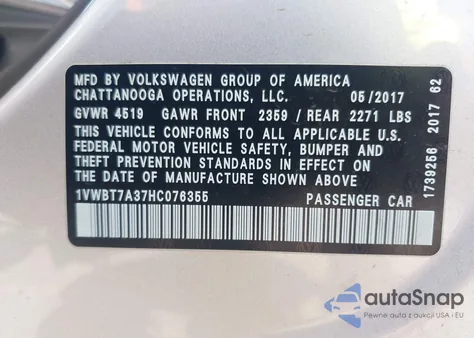 MFD BY VOLKSWAGEN GROUP OF AMERICA
CHATTANOOGA OPERATIONS, LLC. 05/2017
GVWR 4519 GAWR FRONT 2359 / REAR 2271 LBS
THIS VEHICLE CONFORMS TO ALL APPLICABLE U.S.
FEDERAL MOTOR VEHICLE SAFETY, BUMPER AND
THEFT PREVENTION STANDARDS IN EFFECT ON
THE DATE OF MANUFACTURE SHOWN ABOVE.
1VWBT7A37HC076355 PASSENGER CAR
1739256 2017 62
autoSnap
Pewne auta z USA i EU